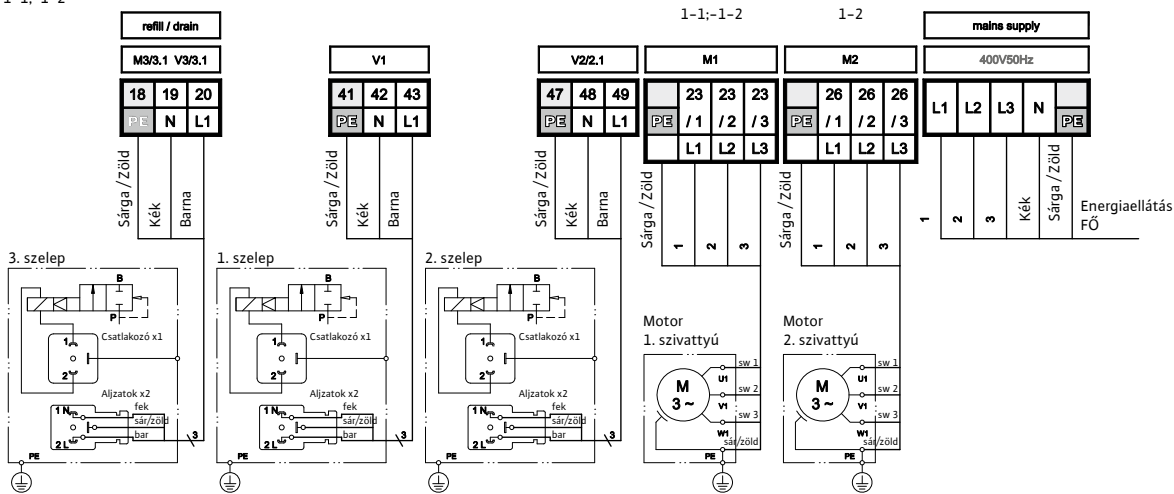 1-1; 1-2
1-1;-1-2
1-2
refill / drain
mains supply
M3/3.1 V3/3.1
V1
V2/2.1
M1
M2
400V50Hz
18 19 20
PE N L1
41 42 43
PE N L1
47 48 49
PE N L1
23 23 23
PE / 1 / 2 / 3
L1 L2 L3
26 26 26
PE / 1 / 2 / 3
L1 L2 L3
L1 L2 L3 N PE
Sárga / Zöld
Kék
Barna
Sárga / Zöld
Kék
Barna
Sárga / Zöld
Kék
Barna
Sárga / Zöld
1
2
3
Sárga / Zöld
1
2
3
1
2
3
Kék
Sárga / Zöld
Energiaellátás
FŐ
3. szelep
B
P
Csatlakozó x1
1
2
Aljzatok x2
1 N
fek
sár/zöld
bar
2 L
3
PE
1. szelep
B
P
Csatlakozó x1
1
2
Aljzatok x2
1 N
fek
sár/zöld
bar
2 L
3
PE
2. szelep
B
P
Csatlakozó x1
1
2
Aljzatok x2
1 N
fek
sár/zöld
bar
2 L
3
PE
Motor
1. szivattyú
M
3 ~
sw 1
U1
sw 2
V1
sw 3
W1
sár/zöld
PE
Motor
2. szivattyú
M
3 ~
sw 1
U1
sw 2
V1
sw 3
W1
sár/zöld
PE